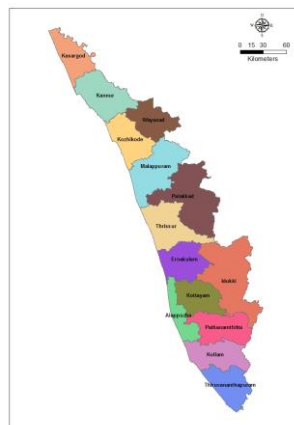 0 15 30 60
Kilometers
Kasargod
Kannur
Wayanad
Kozhikode
Malappuram
Palakkad
Thrissur
Ernakulam
Idukki
Kottayam
Alappuzha
Pathanamthitta
Kollam
Thiruvananthapuram